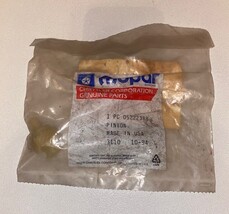 mopar
CHRYSLER CORPORATION
GENUINE PARTS
1 PC
PINION
MADE IN USA